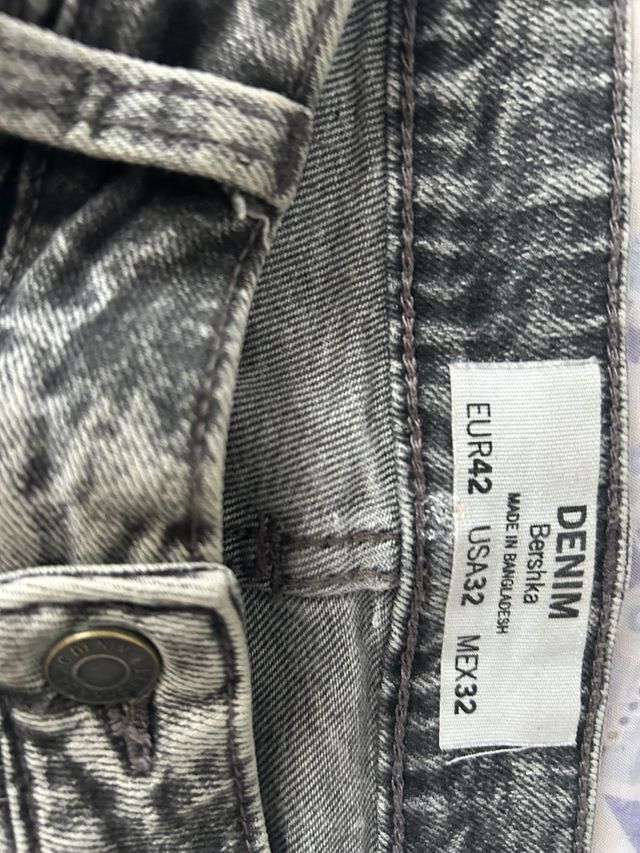 DENIM
Bershka
MADE IN BANGLADESH
EUR42 USA32 MEX32